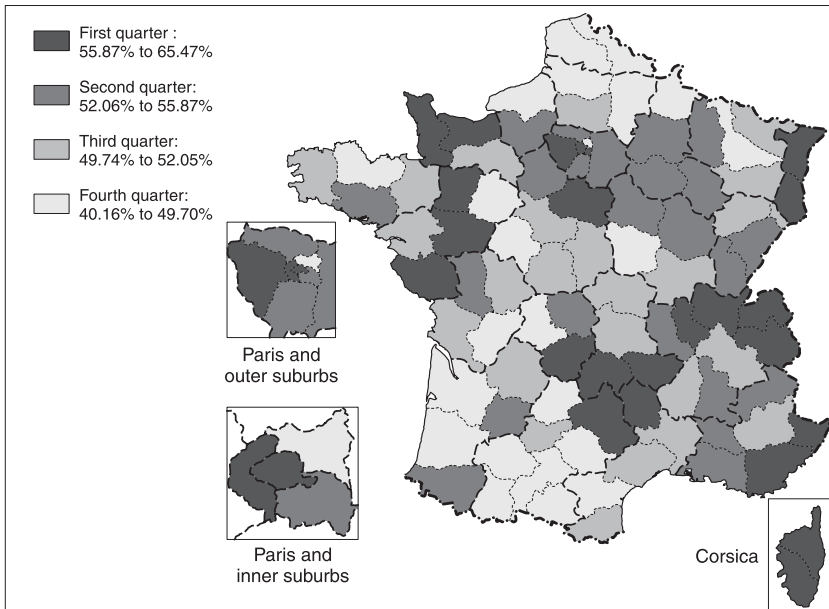 First quarter :
55.87% to 65.47%
Second quarter:
52.06% to 55.87%
Third quarter:
49.74% to 52.05%
Fourth quarter:
40.16% to 49.70%
Paris and
outer suburbs
Paris and
inner suburbs
Corsica